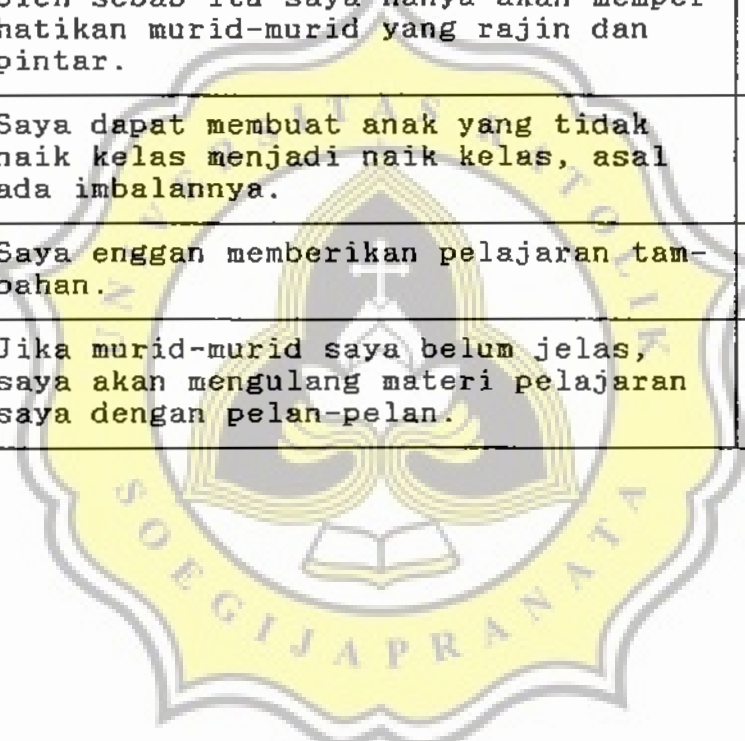 oleh sebab itu saya hanya akan memper
hatikan murid-murid yang rajin dan
pintar.
Saya dapat membuat anak yang tidak
naik kelas menjadi naik kelas, asal
ada imbalannya.
Saya enggan memberikan pelajaran tam-
bahan.
Jika murid-murid saya belum jelas,
saya akan mengulang materi pelajaran
saya dengan pelan-pelan.
UNIVERSITAS KATOLIK
SOEGIJAPRANATA